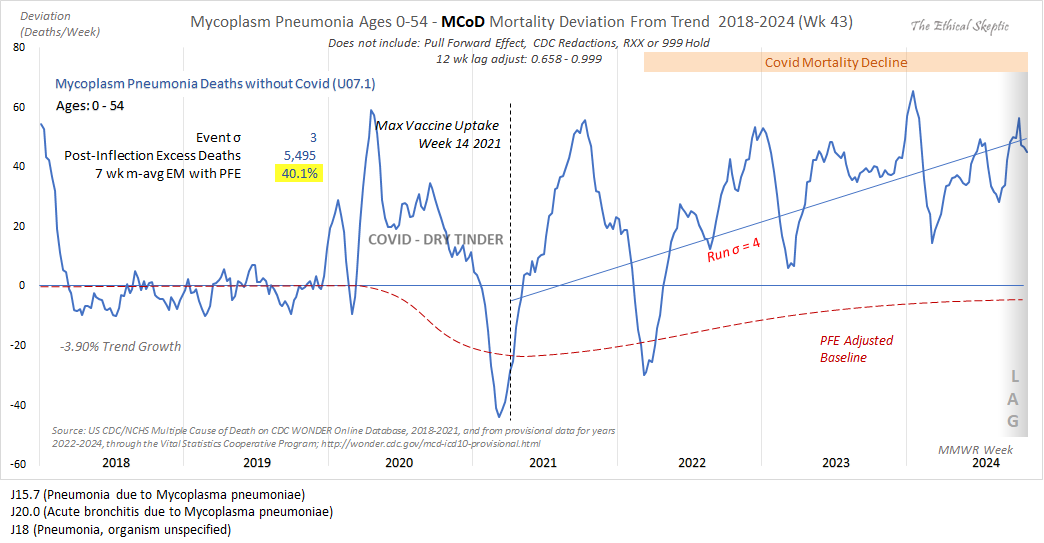 Deviation
(Deaths/Week)
Mycoplasm Pneumonia Ages 0-54 - MCoD Mortality Deviation From Trend 2018-2024 (Wk 43)
The Ethical Skeptic
Does not include: Pull Forward Effect, CDC Redactions, RXX or 999 Hold
12 wk lag adjust: 0.658 - 0.999
80
Covid Mortality Decline
Mycoplasm Pneumonia Deaths without Covid (U07.1)
Ages: 0 - 54
60
Max Vaccine Uptake
Week 14 2021
Event σ 3
Post-Inflection Excess Deaths 5,495
7 wk m-avg EM with PFE 40.1%
40
20
COVID - DRY TINDER
Run σ = 4
0
-3.90% Trend Growth
PFE Adjusted
Baseline
-20
-40
L
A
G
Source: US CDC/NCHS Multiple Cause of Death on CDC WONDER Online Database, 2018-2021, and from provisional data for years
2022-2024, through the Vital Statistics Cooperative Program; http://wonder.cdc.gov/mcd-icd10-provisional.html
MMWR Week
-60
2018 2019 2020 2021 2022 2023 2024
J15.7 (Pneumonia due to Mycoplasma pneumoniae)
J20.0 (Acute bronchitis due to Mycoplasma pneumoniae)
J18 (Pneumonia, organism unspecified)